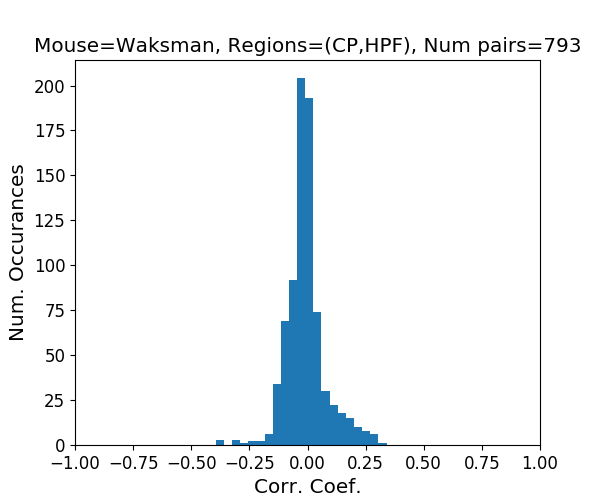 Mouse=Waksman, Regions=(CP,HPF), Num pairs=793
Num. Occurances
200
175
150
125
100
75
50
25
0
−1.00 −0.75 −0.50 −0.25 0.00 0.25 0.50 0.75 1.00
Corr. Coef.